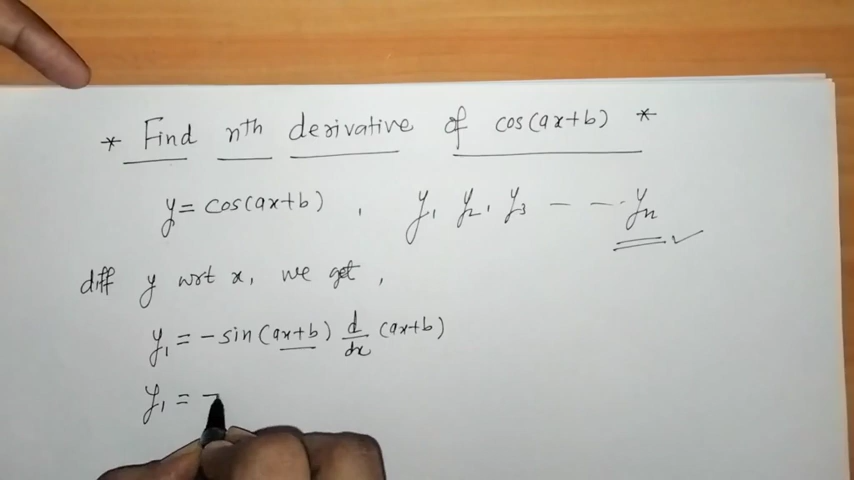 * Find nth derivative of cos(ax+b) *
y = cos(ax+b) , y₁ y₂, y₃ — — . yₙ ✓
diff y wrt x, we get ,
y₁ = - sin (ax+b) d/dx (ax+b)
y₁ = -